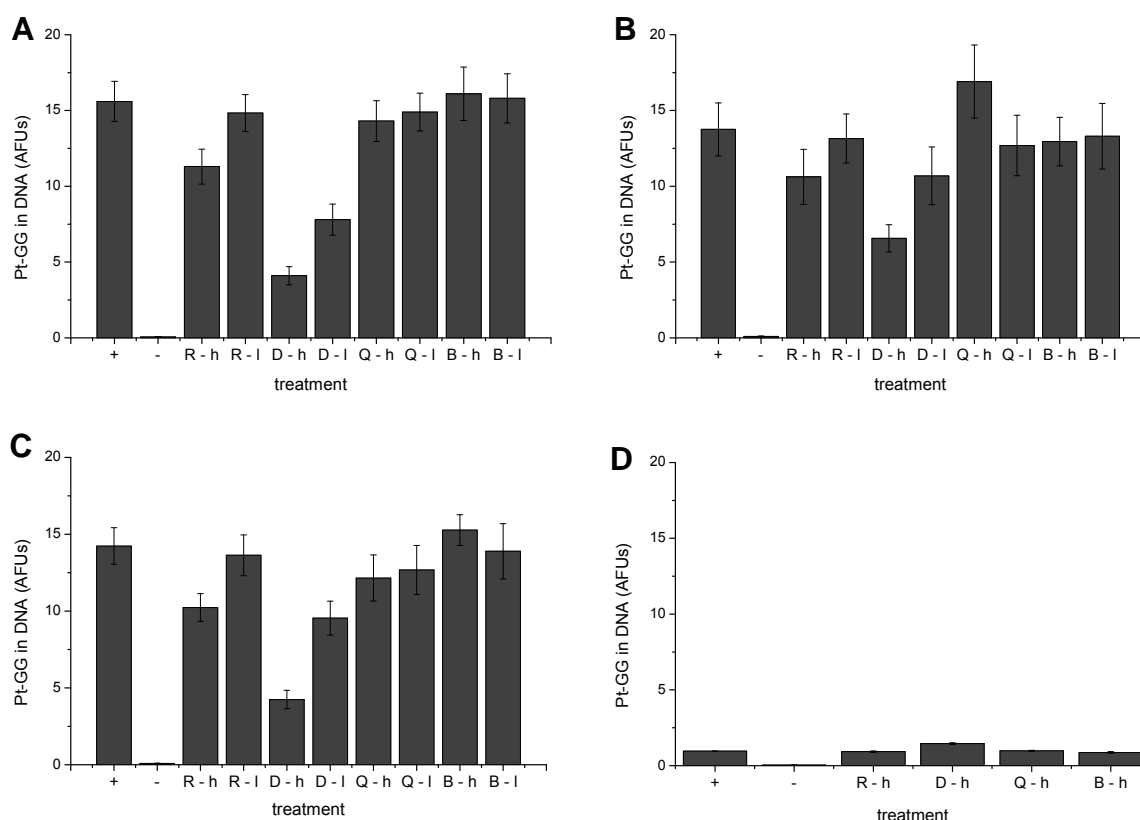 A
Pt-GG in DNA (AFUs)
20
15
10
5
0
+ - R - h R - l D - h D - l Q - h Q - l B - h B - l
treatment
B
Pt-GG in DNA (AFUs)
20
15
10
5
0
+ - R - h R - l D - h D - l Q - h Q - l B - h B - l
treatment
C
Pt-GG in DNA (AFUs)
20
15
10
5
0
+ - R - h R - l D - h D - l Q - h Q - l B - h B - l
treatment
D
Pt-GG in DNA (AFUs)
20
15
10
5
0
+ - R - h D - h Q - h B - h
treatment